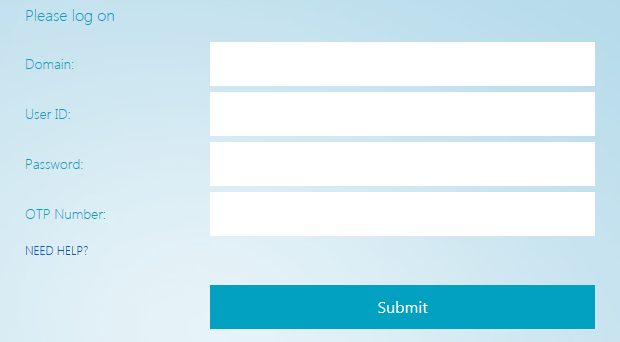 Please log on
Domain:
User ID:
Password:
OTP Number:
NEED HELP?
Submit